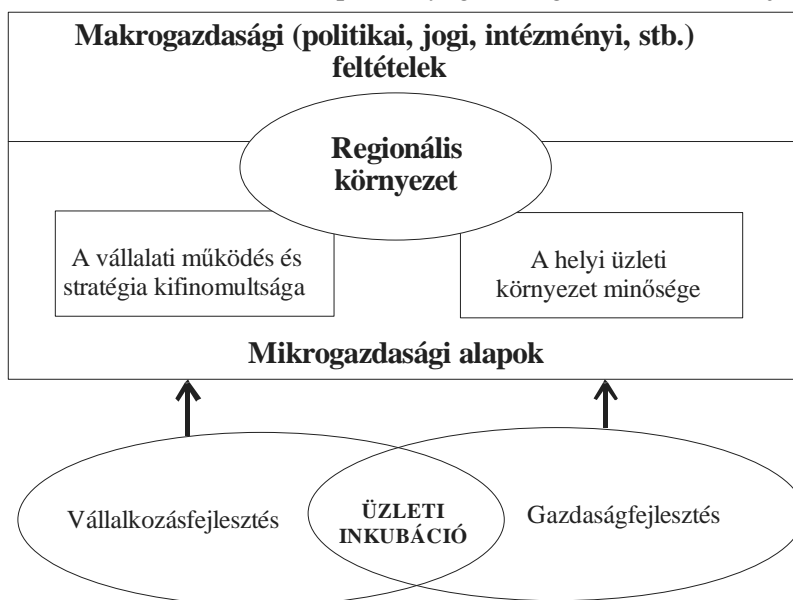 Makrogazdasági (politikai, jogi, intézményi, stb.)
feltételek
Regionális
környezet
A vállalati működés és
stratégia kifinomultsága
A helyi üzleti
környezet minősége
Mikrogazdasági alapok
Vállalkozásfejlesztés
ÜZLETI
INKUBÁCIÓ
Gazdaságfejlesztés